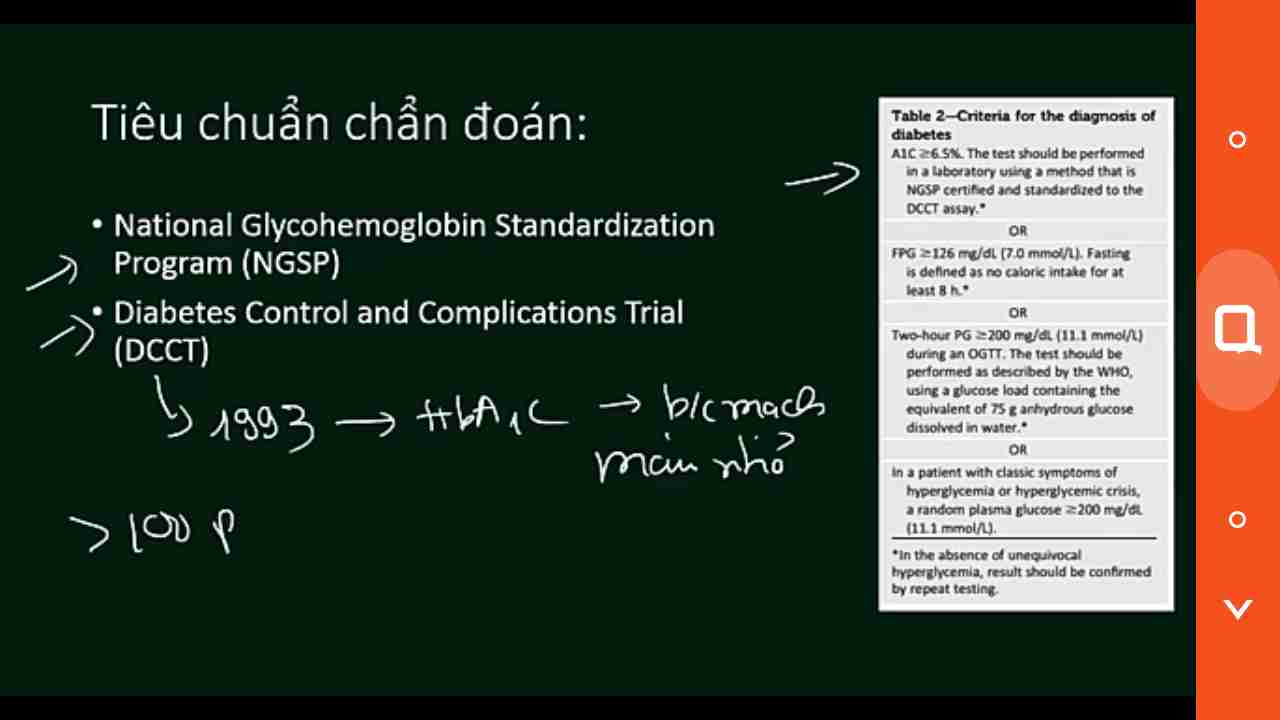 Tiêu chuẩn chẩn đoán:
• National Glycohemoglobin Standardization
Program (NGSP)
• Diabetes Control and Complications Trial
(DCCT)
1993 → HbA1C → b/c mạch
máu nhỏ
> 100 p
Table 2—Criteria for the diagnosis of
diabetes
A1C ≥6.5%. The test should be performed
in a laboratory using a method that is
NGSP certified and standardized to the
DCCT assay.*
OR
FPG ≥126 mg/dL (7.0 mmol/L). Fasting
is defined as no caloric intake for at
least 8 h.*
OR
Two-hour PG ≥200 mg/dL (11.1 mmol/L)
during an OGTT. The test should be
performed as described by the WHO,
using a glucose load containing the
equivalent of 75 g anhydrous glucose
dissolved in water.*
OR
In a patient with classic symptoms of
hyperglycemia or hyperglycemic crisis,
a random plasma glucose ≥200 mg/dL
(11.1 mmol/L).
*In the absence of unequivocal
hyperglycemia, result should be confirmed
by repeat testing.